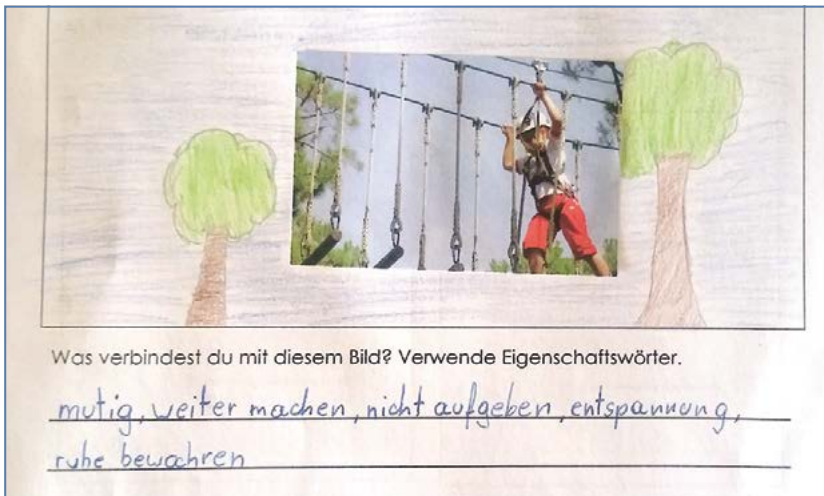 Was verbindest du mit diesem Bild? Verwende Eigenschaftswörter.
mutig, weiter machen, nicht aufgeben, entspannung,
ruhe bewahren